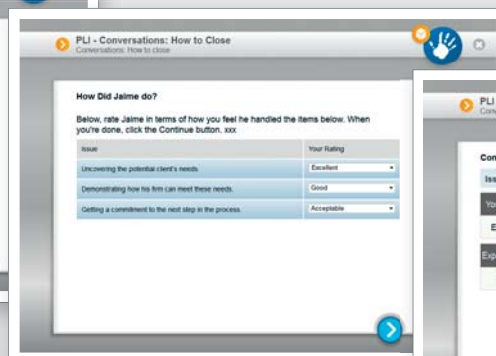 PLI - Conversations: How to Close
Conversations: How to close
How Did Jaime do?
Below, rate Jaime in terms of how you feel he handled the items below. When
you're done, click the Continue button. xxx
Issue Your Rating
Uncovering the potential client's needs. Excellent
Demonstrating how his firm can meet these needs. Good
Getting a commitment to the next step in the process. Acceptable
PLI